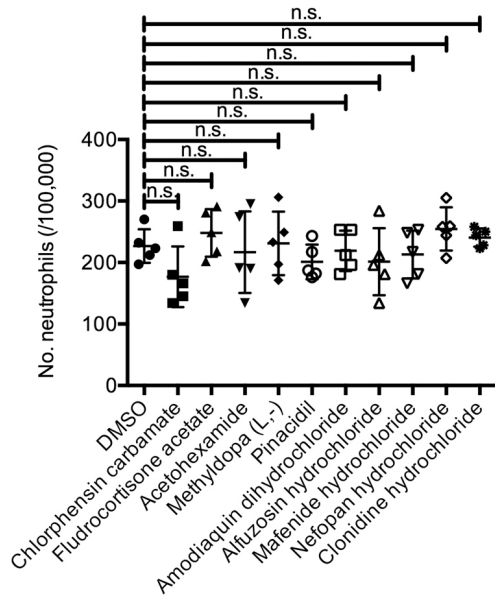 n.s.
n.s.
n.s.
n.s.
n.s.
n.s.
n.s.
n.s.
n.s.
n.s.
No. neutrophils (/100,000)
400
300
200
100
0
DMSO
Chlorphensin carbamate
Fludrocortisone acetate
Acetohexamide
Methyldopa (L,-)
Pinacidil
Amodiaquin dihydrochloride
Alfuzosin hydrochloride
Mafenide hydrochloride
Nefopan hydrochloride
Clonidine hydrochloride